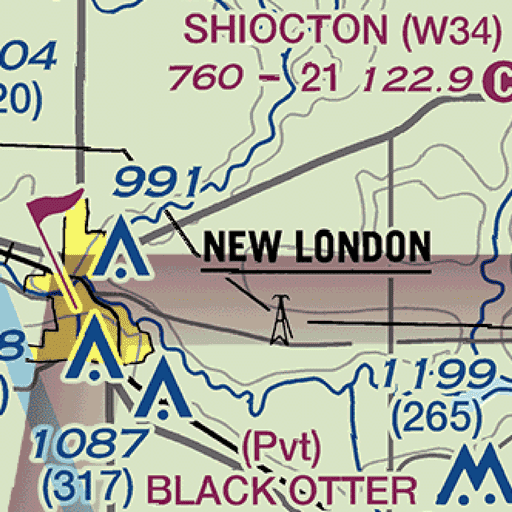 SHIOCTON (W34)
760 - 21 122.9 C
04
20)
991
NEW LONDON
8
)
1199
(265)
1087
(317)
(Pvt)
BLACK OTTER